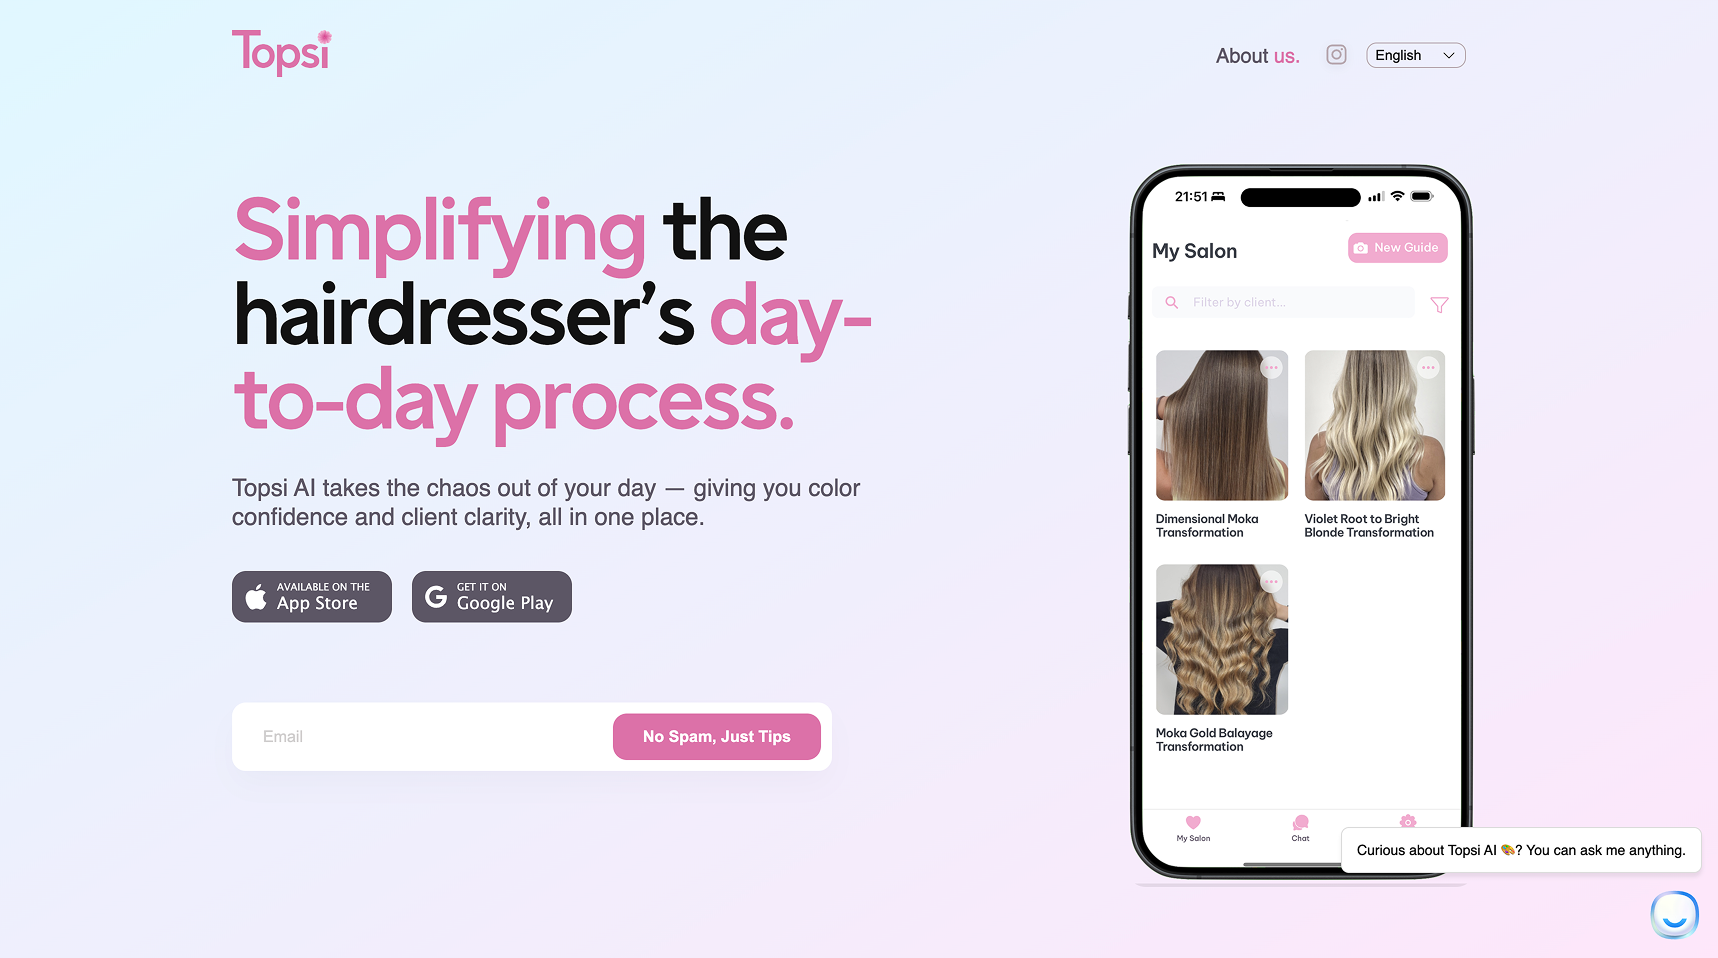 Topsi
About us.
English
Simplifying the
hairdresser’s day-
to-day process.
Topsi AI takes the chaos out of your day — giving you color
confidence and client clarity, all in one place.
AVAILABLE ON THE
App Store
GET IT ON
Google Play
Email
No Spam, Just Tips
21:51
My Salon
New Guide
Filter by client...
Dimensional Moka
Transformation
Violet Root to Bright
Blonde Transformation
Moka Gold Balayage
Transformation
My Salon
Chat
Curious about Topsi AI 🎨? You can ask me anything.